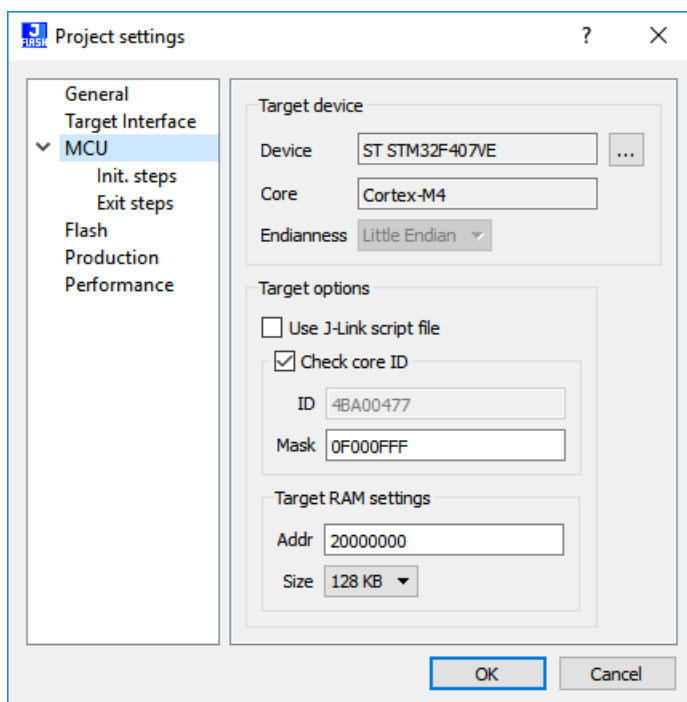 J
FLASH
Project settings
?
General
Target Interface
MCU
Init. steps
Exit steps
Flash
Production
Performance
Target device
Device ST STM32F407VE ...
Core Cortex-M4
Endianness Little Endian
Target options
Use J-Link script file
Check core ID
ID 4BA00477
Mask 0F000FFF
Target RAM settings
Addr 20000000
Size 128 KB
OK Cancel